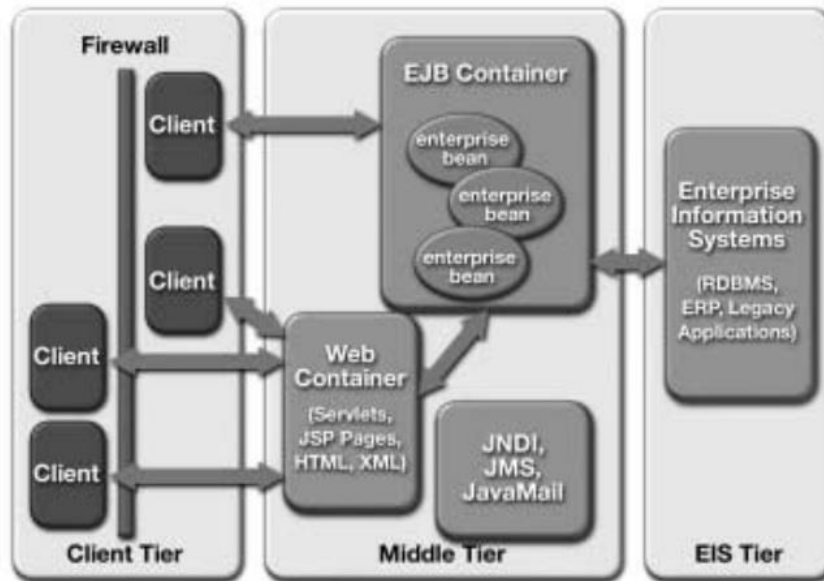 Firewall
Client
Client
Client
Client
Client Tier
EJB Container
enterprise
bean
enterprise
bean
enterprise
bean
Web
Container
(Servlets,
JSP Pages,
HTML, XML)
JNDI,
JMS,
JavaMail
Middle Tier
Enterprise
Information
Systems
(RDBMS,
ERP, Legacy
Applications)
EIS Tier